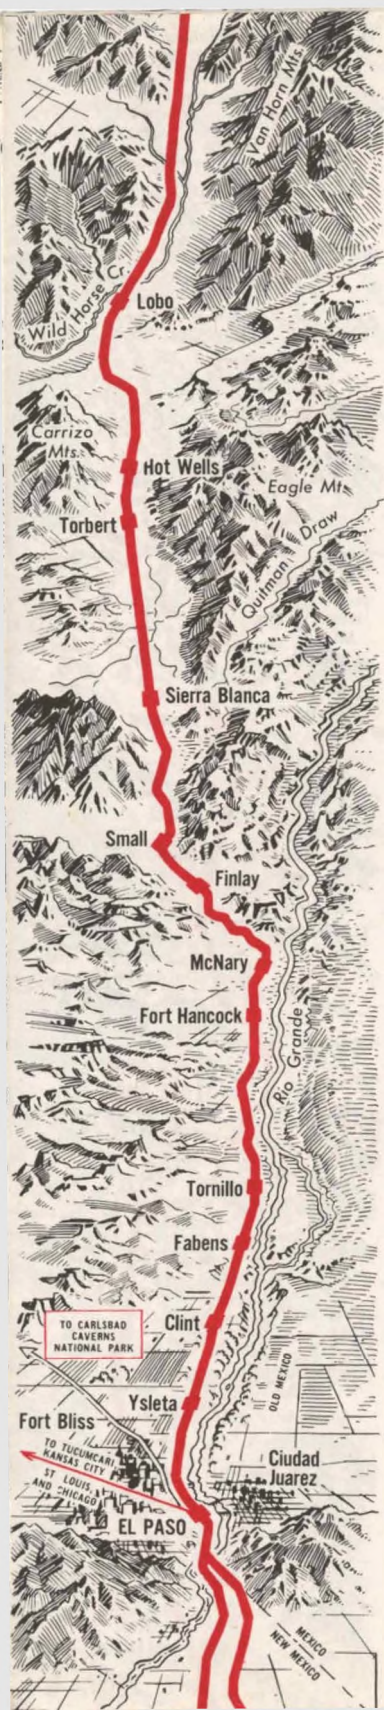 Van Horn Mts.
Wild Horse Cr.
Lobo
Carrizo
Mts.
Hot Wells
Eagle Mt.
Torbert
Quitman Draw
Sierra Blanca
Small
Finlay
McNary
Fort Hancock
Rio Grande
Tornillo
Fabens
Clint
TO CARLSBAD
CAVERNS
NATIONAL PARK
OLD MEXICO
Ysleta
Fort Bliss
TO TUCUMCARI,
KANSAS CITY
ST LOUIS,
AND CHICAGO
Ciudad
Juarez
EL PASO
MEXICO
NEW MEXICO